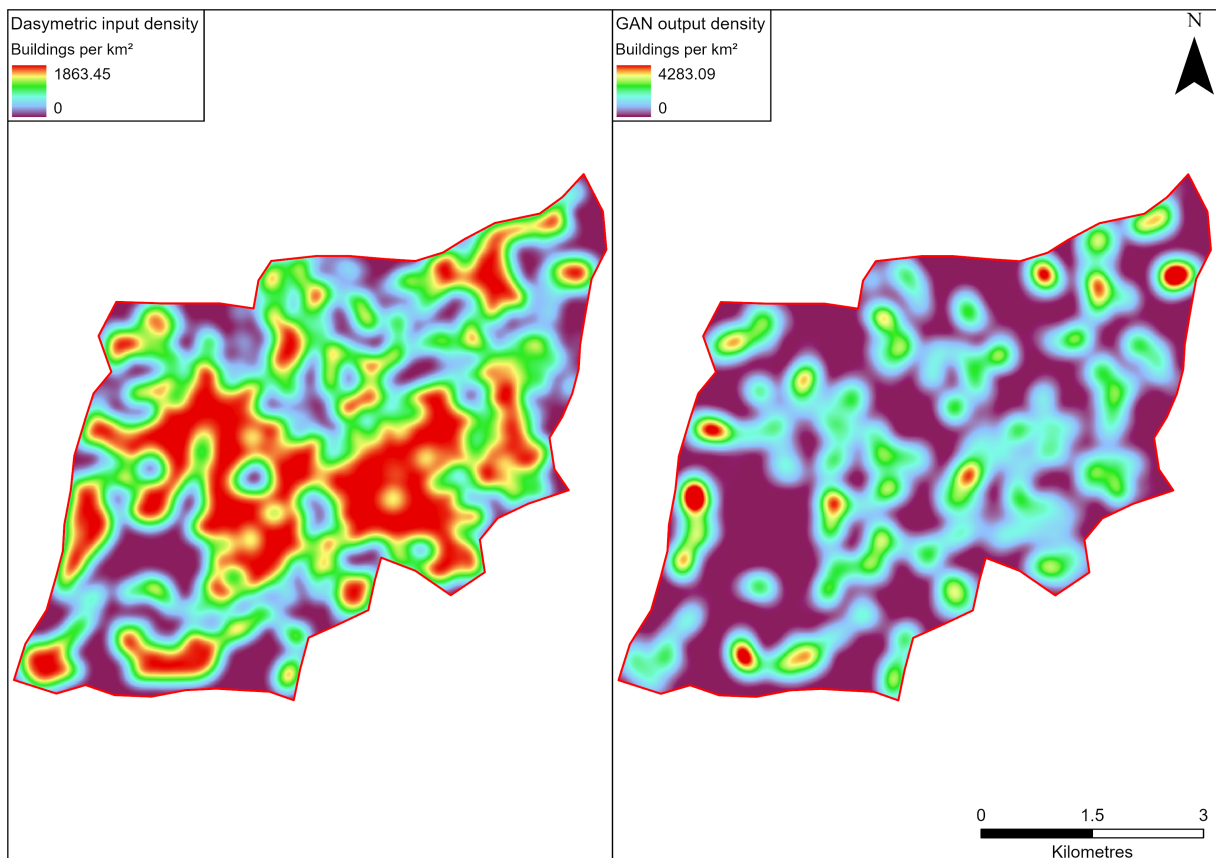 Dasymetric input density
Buildings per km²
1863.45
0
GAN output density
Buildings per km²
4283.09
0
N
0 1.5 3
Kilometres